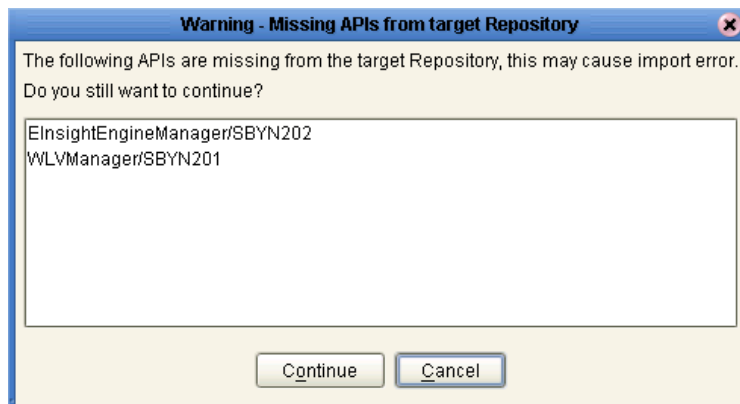 Warning - Missing APIs from target Repository
The following APIs are missing from the target Repository, this may cause import error.
Do you still want to continue?
EInsightEngineManager/SBYN202
WLVManager/SBYN201
Continue
Cancel